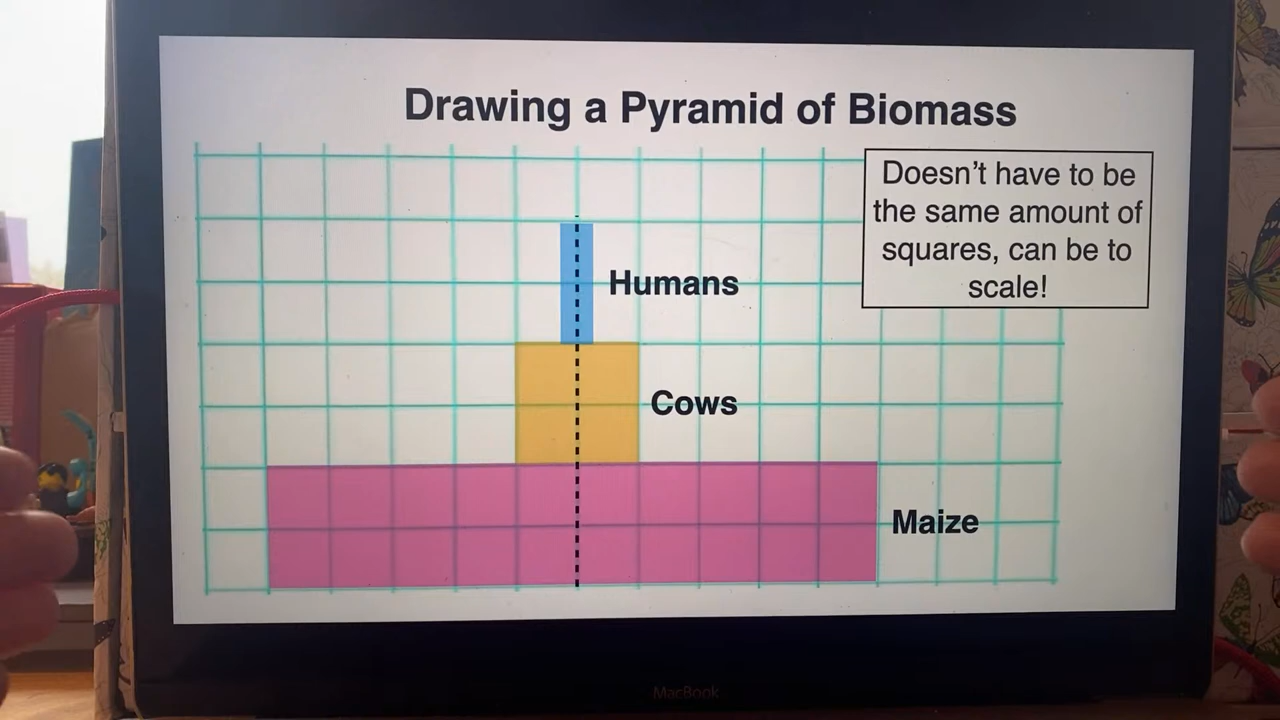 Drawing a Pyramid of Biomass
Doesn't have to be
the same amount of
squares, can be to
scale!
Humans
Cows
Maize
MacBook